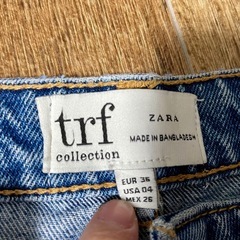 trf
collection
ZARA
MADE IN BANGLADESH
EUR 36
USA 04
MEX 26